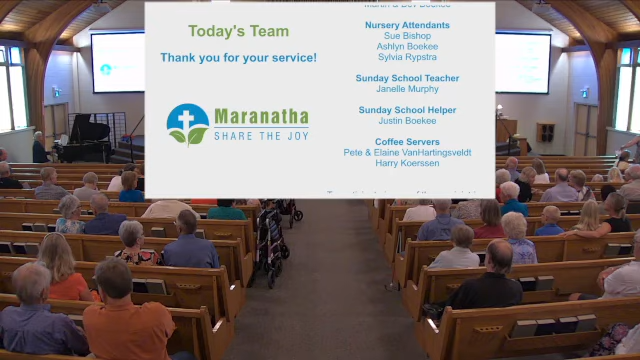 Today's Team
Thank you for your service!
Maranatha
SHARE THE JOY
Nursery Attendants
Sue Bishop
Ashlyn Boekee
Sylvia Rypstra
Sunday School Teacher
Janelle Murphy
Sunday School Helper
Justin Boekee
Coffee Servers
Pete & Elaine VanHartingsveldt
Harry Koerssen